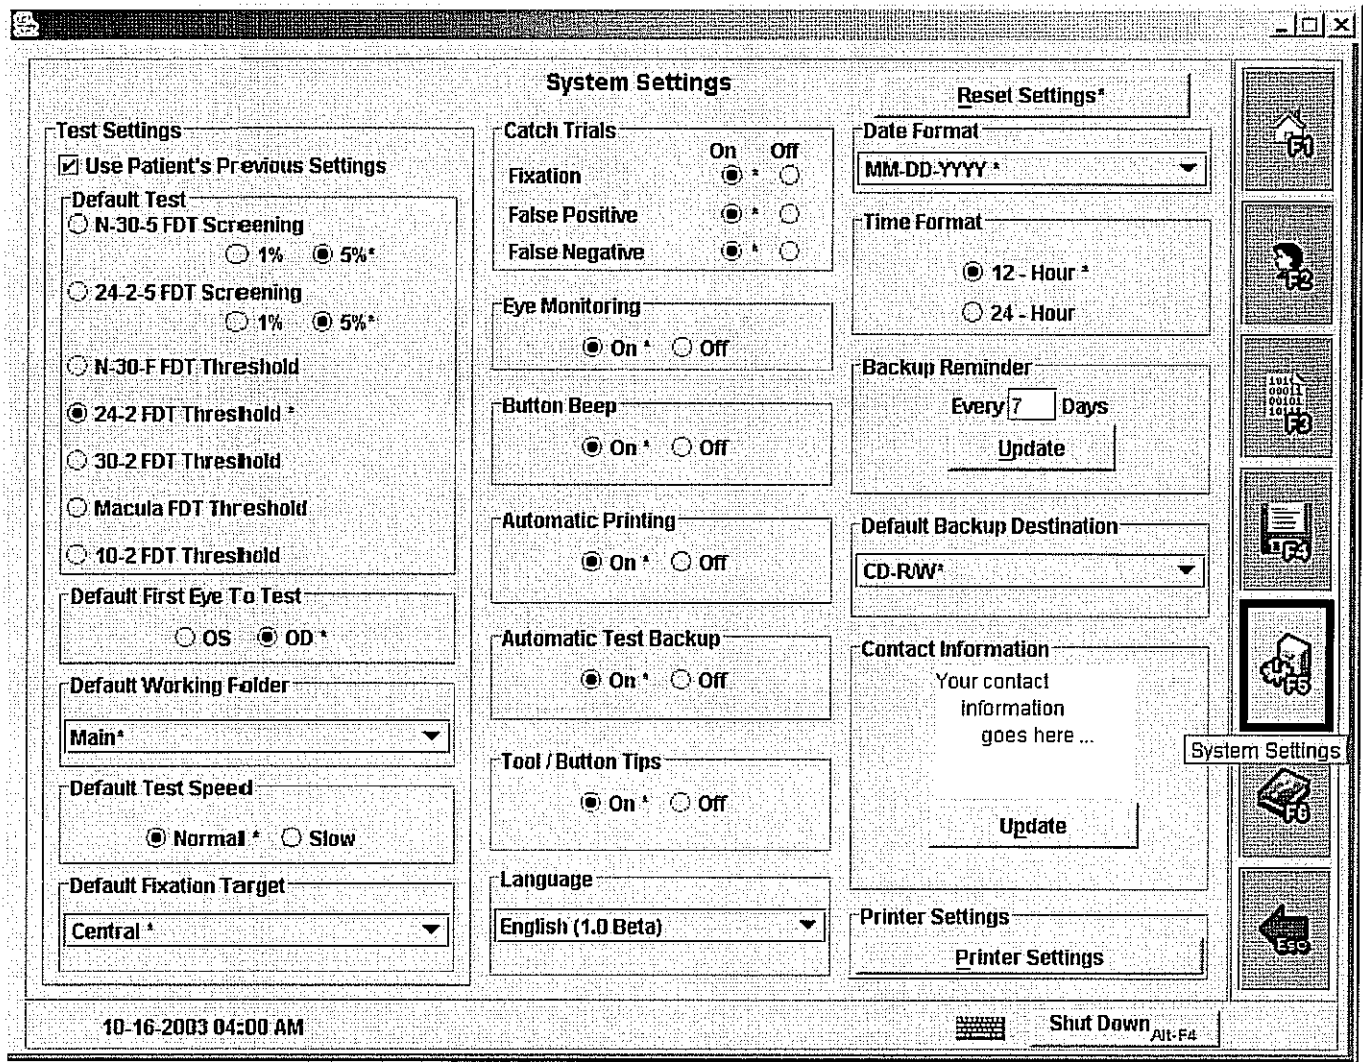 System Settings
Reset Settings*
Test Settings
Use Patient's Previous Settings
Default Test
N-30-5 FDT Screening
1% 5%*
24-2-5 FDT Screening
1% 5%*
N-30-F FDT Threshold
24-2 FDT Threshold *
30-2 FDT Threshold
Macula FDT Threshold
10-2 FDT Threshold
Default First Eye To Test
OS OD *
Default Working Folder
Main*
Default Test Speed
Normal * Slow
Default Fixation Target
Central *
Catch Trials
On Off
Fixation *
False Positive *
False Negative *
Eye Monitoring
On * Off
Button Beep
On * Off
Automatic Printing
On * Off
Automatic Test Backup
On * Off
Tool / Button Tips
On * Off
Language
English (1.0 Beta)
Date Format
MM-DD-YYYY *
Time Format
12 - Hour *
24 - Hour
Backup Reminder
Every 7 Days
Update
Default Backup Destination
CD-R/W*
Contact Information
Your contact
information
goes here ...
Update
Printer Settings
Printer Settings
F1
F2
F3
F4
F5
System Settings
F6
Esc
10-16-2003 04:00 AM
Shut Down Alt-F4